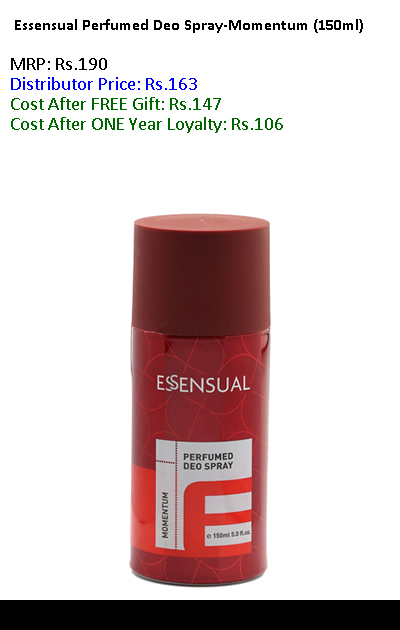 Essensual Perfumed Deo Spray-Momentum (150ml)
MRP: Rs.190
Distributor Price: Rs.163
Cost After FREE Gift: Rs.147
Cost After ONE Year Loyalty: Rs.106
ESSENSUAL
PERFUMED
DEO SPRAY
MOMENTUM
e 150ml 5.0 fl.oz.